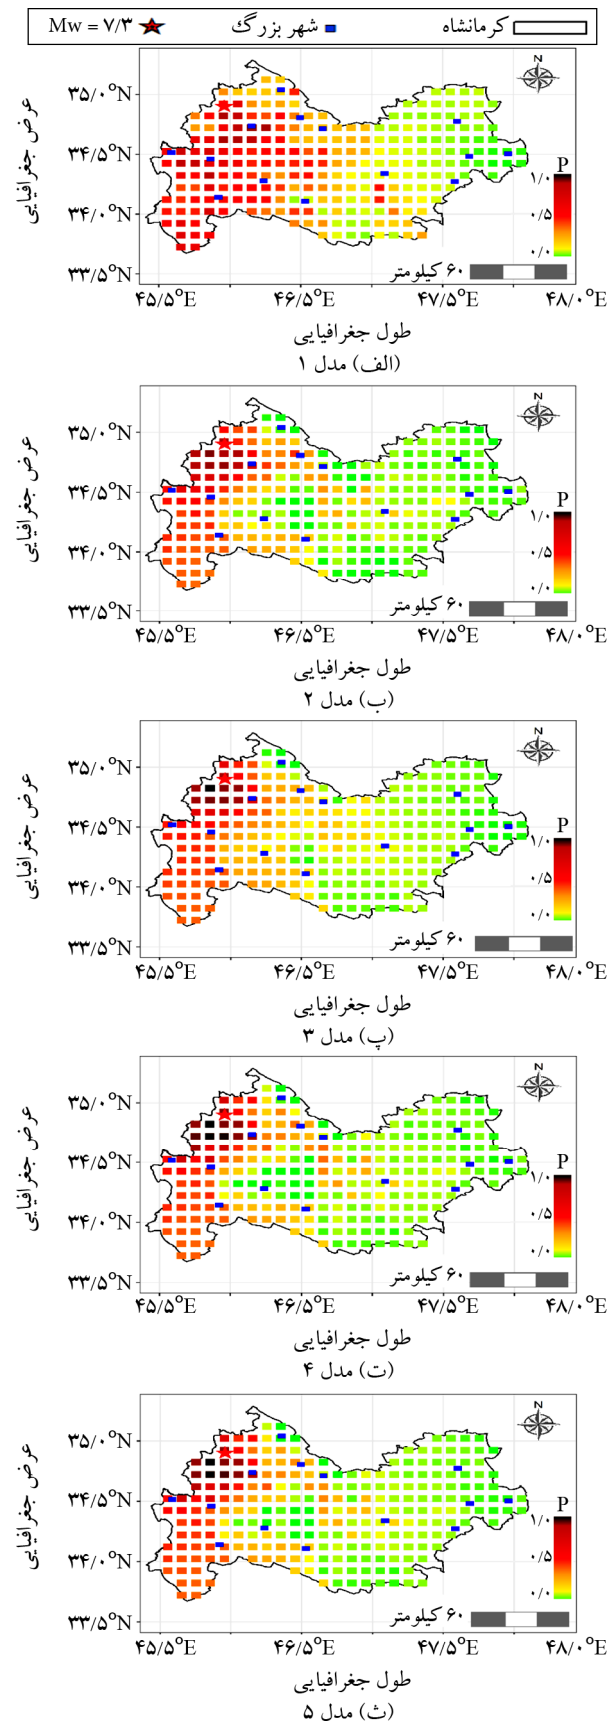 کرمانشاه شهر بزرگ Mw = ۷/۳
N
۳۵/۰°N
۳۴/۵°N
۳۴/۰°N
۳۳/۵°N
عرض جغرافیایی
P
۱/۰
۰/۵
۰/۰
۶۰ کیلومتر
۴۵/۵°E ۴۶/۵°E ۴۷/۵°E ۴۸/۰°E
طول جغرافیایی
(الف) مدل ۱
N
۳۵/۰°N
۳۴/۵°N
۳۴/۰°N
۳۳/۵°N
عرض جغرافیایی
P
۱/۰
۰/۵
۰/۰
۶۰ کیلومتر
۴۵/۵°E ۴۶/۵°E ۴۷/۵°E ۴۸/۰°E
طول جغرافیایی
(ب) مدل ۲
N
۳۵/۰°N
۳۴/۵°N
۳۴/۰°N
۳۳/۵°N
عرض جغرافیایی
P
۱/۰
۰/۵
۰/۰
۶۰ کیلومتر
۴۵/۵°E ۴۶/۵°E ۴۷/۵°E ۴۸/۰°E
طول جغرافیایی
(پ) مدل ۳
N
۳۵/۰°N
۳۴/۵°N
۳۴/۰°N
۳۳/۵°N
عرض جغرافیایی
P
۱/۰
۰/۵
۰/۰
۶۰ کیلومتر
۴۵/۵°E ۴۶/۵°E ۴۷/۵°E ۴۸/۰°E
طول جغرافیایی
(ت) مدل ۴
N
۳۵/۰°N
۳۴/۵°N
۳۴/۰°N
۳۳/۵°N
عرض جغرافیایی
P
۱/۰
۰/۵
۰/۰
۶۰ کیلومتر
۴۵/۵°E ۴۶/۵°E ۴۷/۵°E ۴۸/۰°E
طول جغرافیایی
(ث) مدل ۵